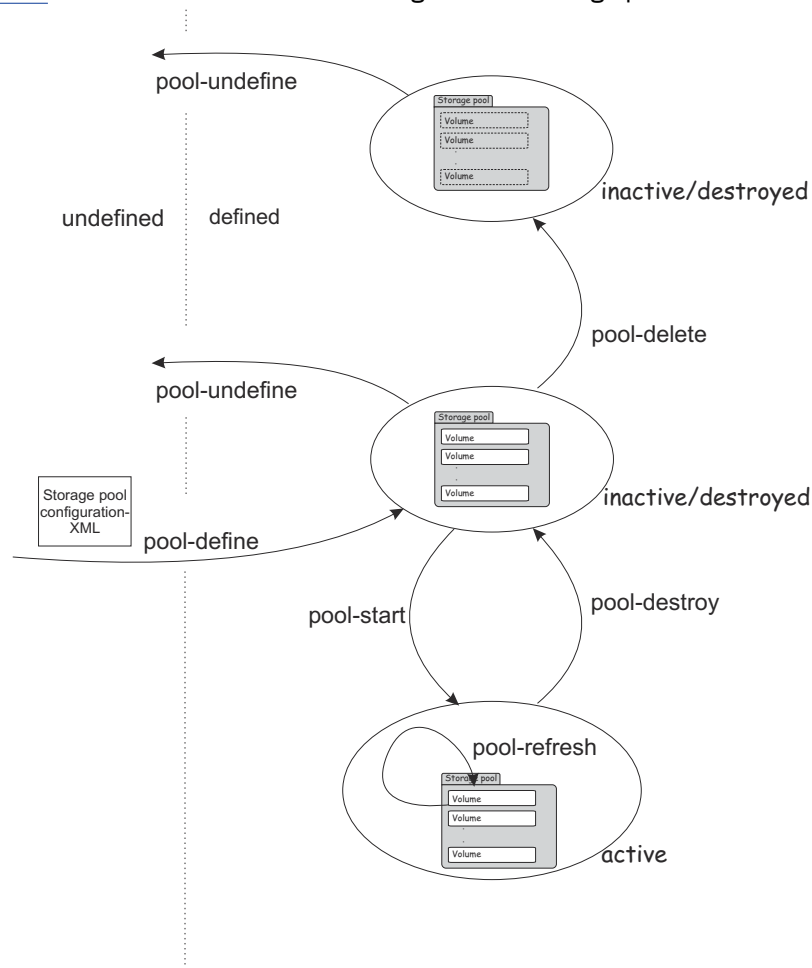 pool-undefine
Storage pool
Volume
Volume
.
.
Volume
inactive/destroyed
undefined
defined
pool-delete
pool-undefine
Storage pool
Volume
Volume
.
.
Volume
inactive/destroyed
Storage pool
configuration-
XML
pool-define
pool-start
pool-destroy
pool-refresh
Storage pool
Volume
Volume
.
.
Volume
active